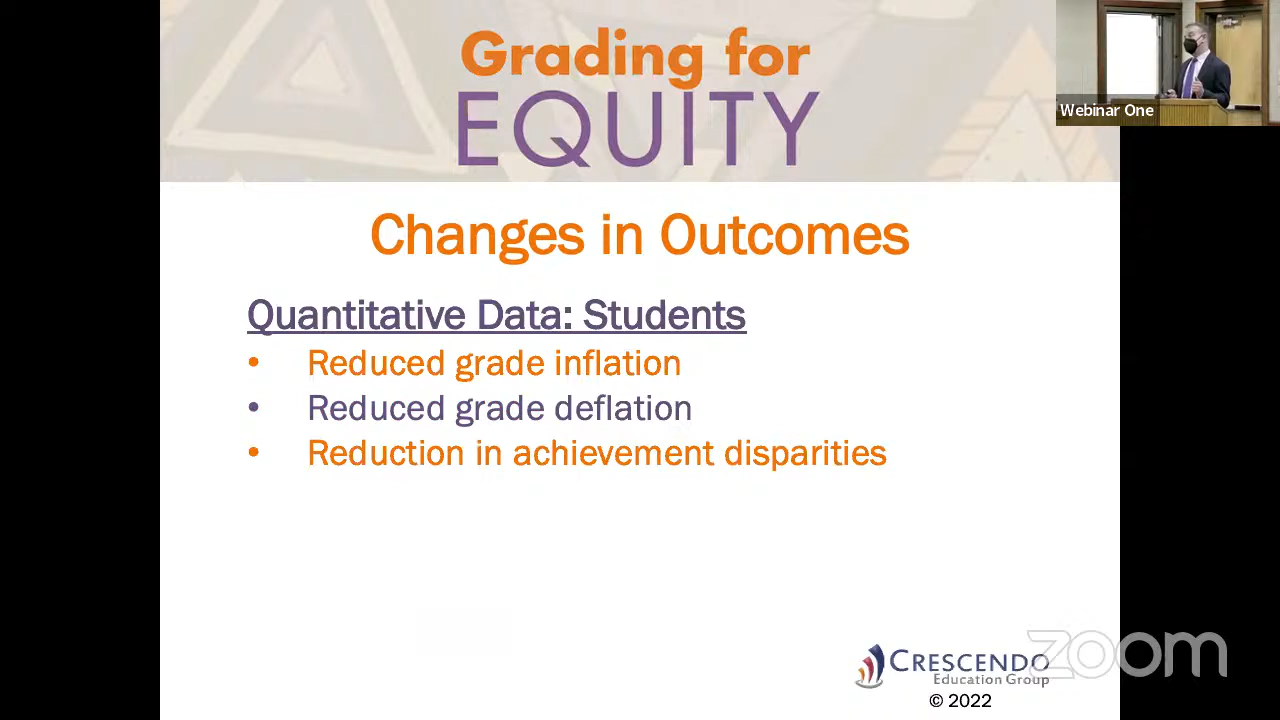 Grading for
EQUITY
Webinar One
Changes in Outcomes
Quantitative Data: Students
• Reduced grade inflation
• Reduced grade deflation
• Reduction in achievement disparities
CRESCENDO
Education Group
© 2022
zoom